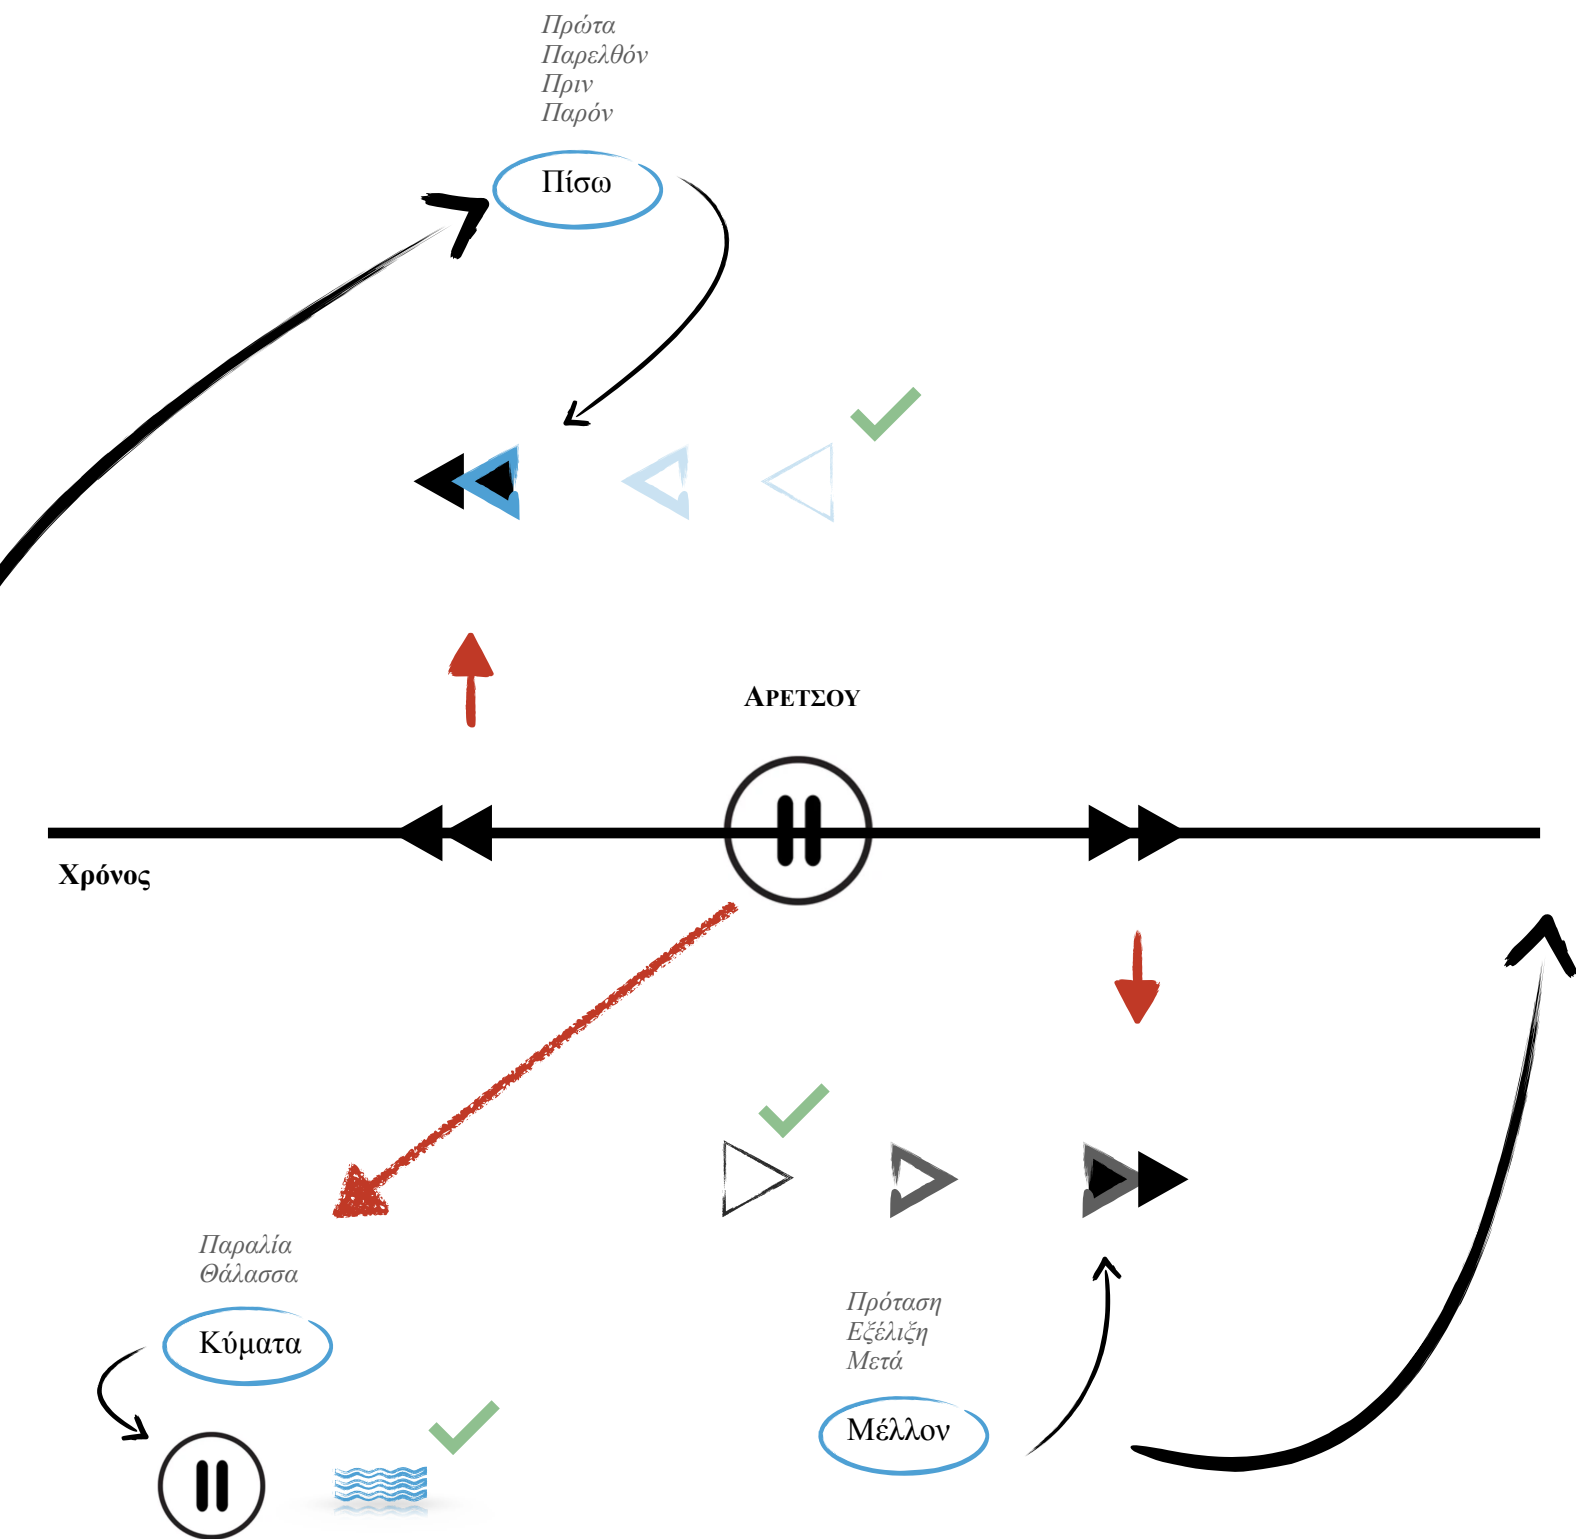 Πρώτα
Παρελθόν
Πριν
Παρόν
Πίσω
ΑΡΕΤΣΟΥ
Χρόνος
Παραλία
Θάλασσα
Κύματα
Πρόταση
Εξέλιξη
Μετά
Μέλλον